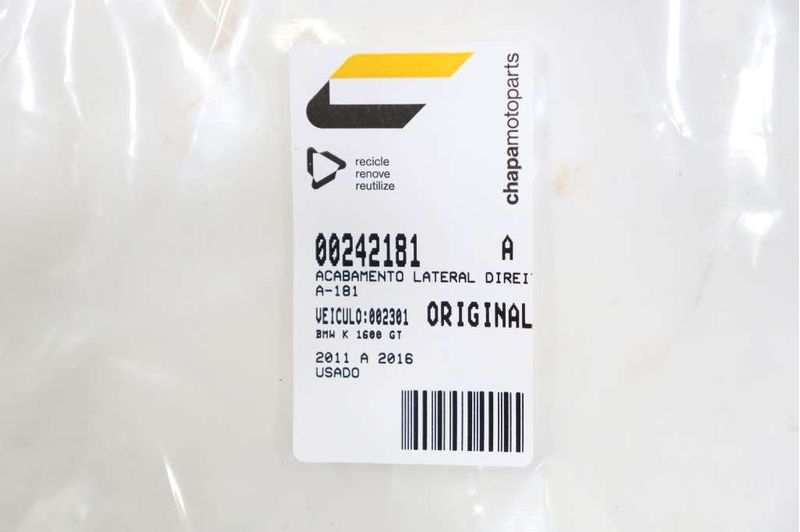 chapamotoparts
recicle
renove
reutilize
00242181 A
ACABAMENTO LATERAL DIREI
A-181
VEICULO:002301 ORIGINAL
BMW K 1600 GT
2011 A 2016
USADO